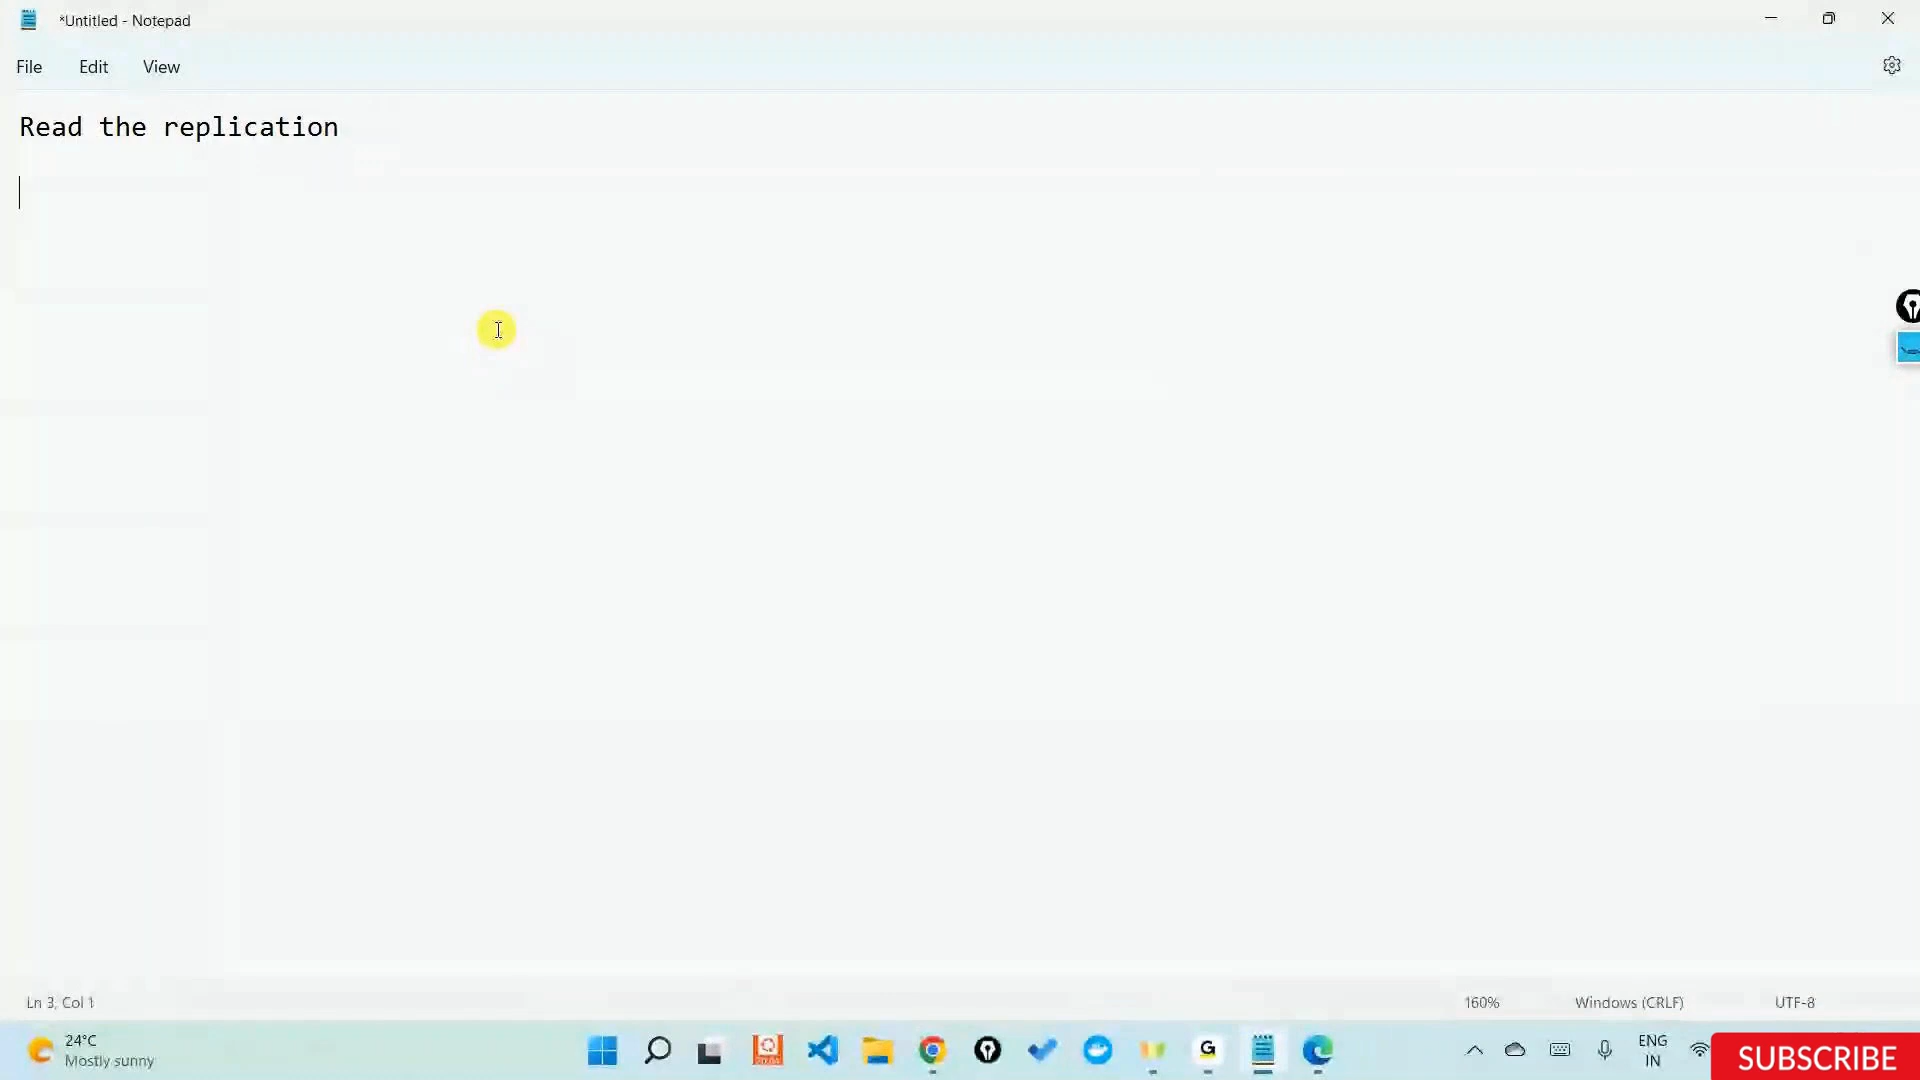 *Untitled - Notepad
File Edit View
Read the replication
Ln 3, Col 1 160% Windows (CRLF) UTF-8
24°C
Mostly sunny
ENG
IN
SUBSCRIBE